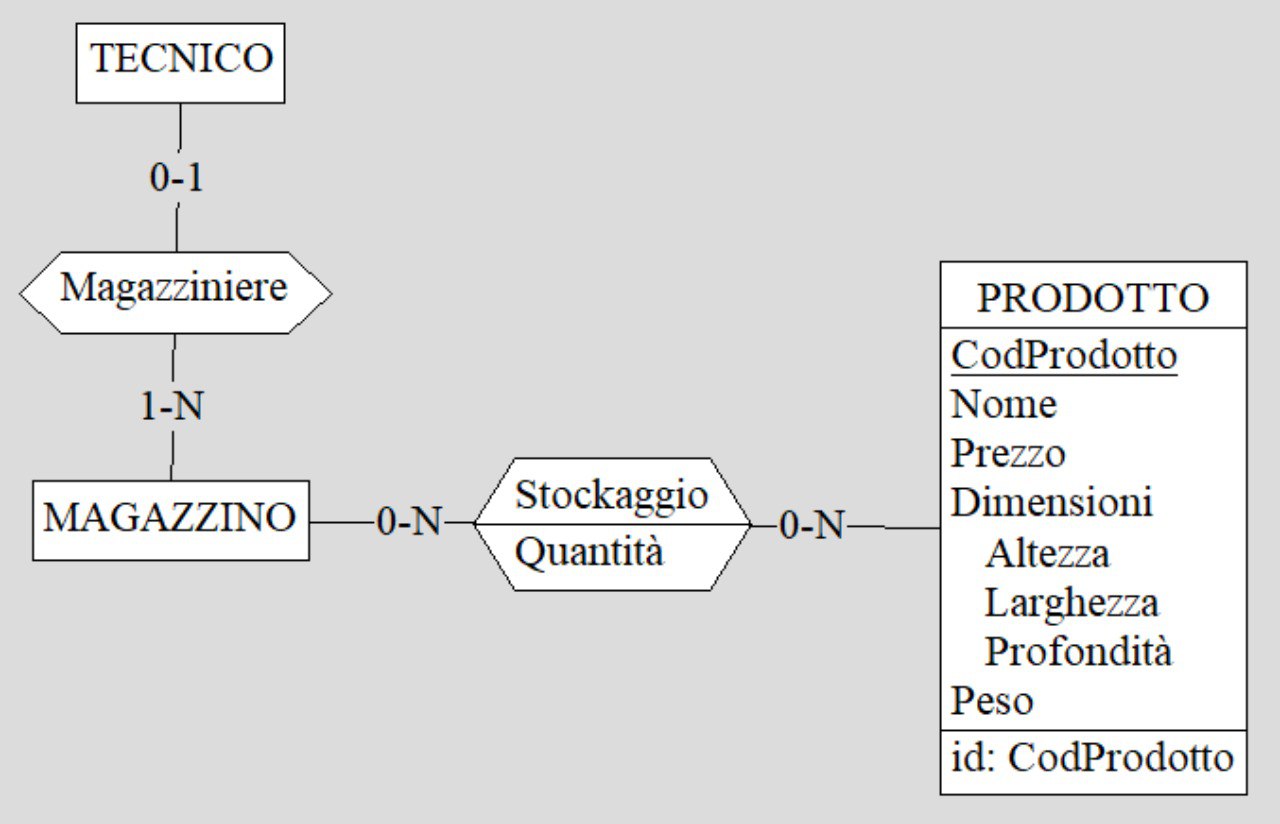 TECNICO
0-1
Magazziniere
1-N
MAGAZZINO
0-N
Stockaggio
Quantità
0-N
PRODOTTO
CodProdotto
Nome
Prezzo
Dimensioni
Altezza
Larghezza
Profondità
Peso
id: CodProdotto